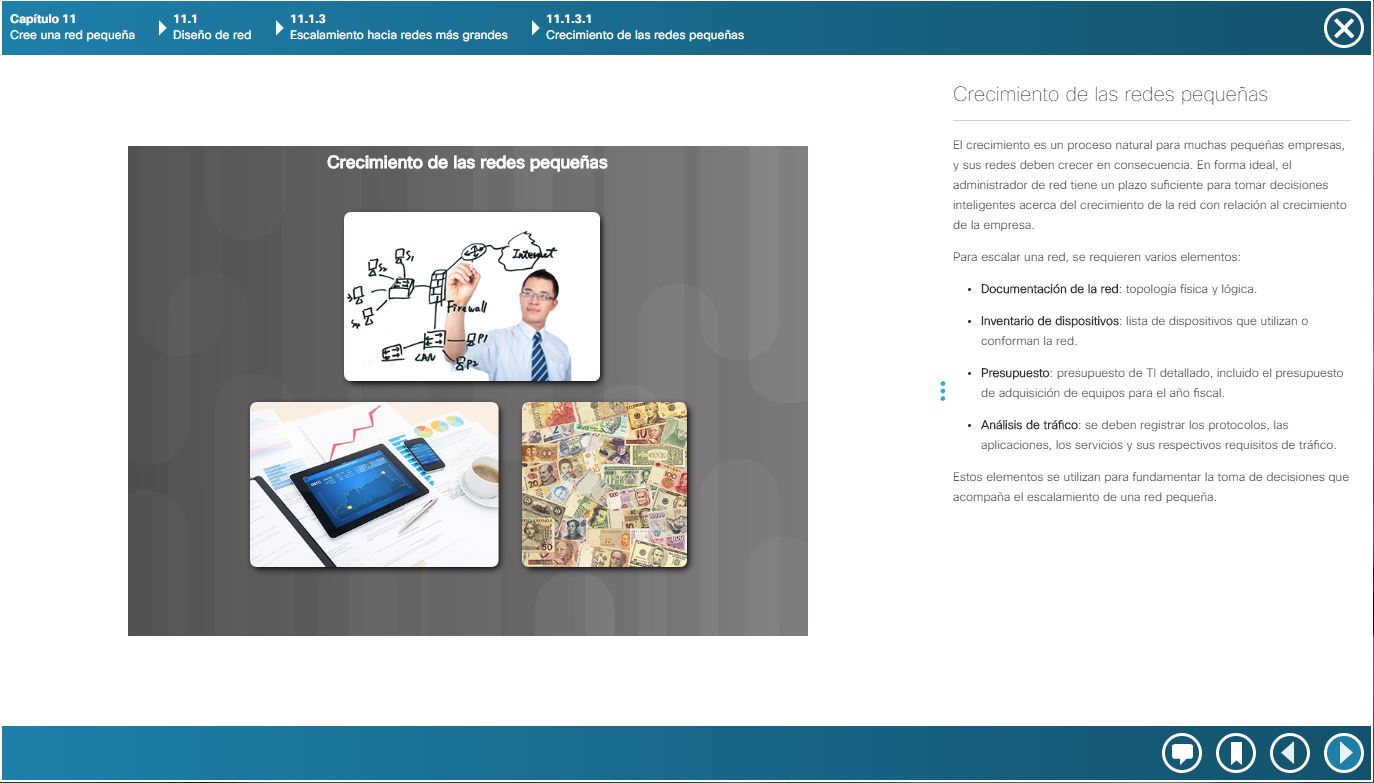 Capítulo 11
Cree una red pequeña
11.1
Diseño de red
11.1.3
Escalamiento hacia redes más grandes
11.1.3.1
Crecimiento de las redes pequeñas
Crecimiento de las redes pequeñas
Internet
S2
S1
Firewall
LAN
P1
P2
Crecimiento de las redes pequeñas
El crecimiento es un proceso natural para muchas pequeñas empresas,
y sus redes deben crecer en consecuencia. En forma ideal, el
administrador de red tiene un plazo suficiente para tomar decisiones
inteligentes acerca del crecimiento de la red con relación al crecimiento
de la empresa.
Para escalar una red, se requieren varios elementos:
• Documentación de la red: topología física y lógica.
• Inventario de dispositivos: lista de dispositivos que utilizan o
conforman la red.
• Presupuesto: presupuesto de TI detallado, incluido el presupuesto
de adquisición de equipos para el año fiscal.
• Análisis de tráfico: se deben registrar los protocolos, las
aplicaciones, los servicios y sus respectivos requisitos de tráfico.
Estos elementos se utilizan para fundamentar la toma de decisiones que
acompaña el escalamiento de una red pequeña.